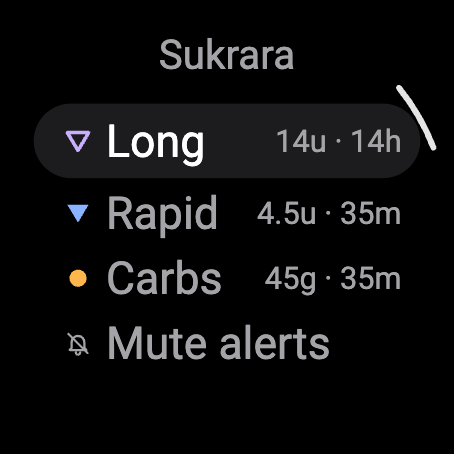 Sukrara
Long 14u · 14h
Rapid 4.5u · 35m
Carbs 45g · 35m
Mute alerts